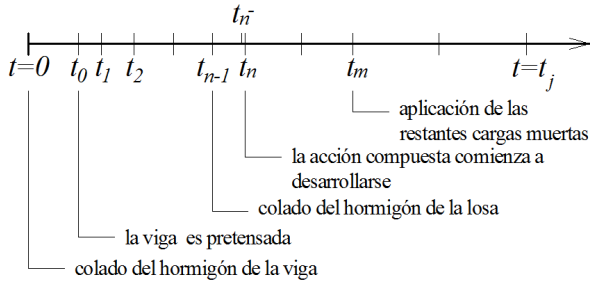 tn-
t=0 t0 t1 t2 tn-1 tn tm t=tj
aplicación de las
restantes cargas muertas
la acción compuesta comienza a
desarrollarse
colado del hormigón de la losa
la viga es pretensada
colado del hormigón de la viga